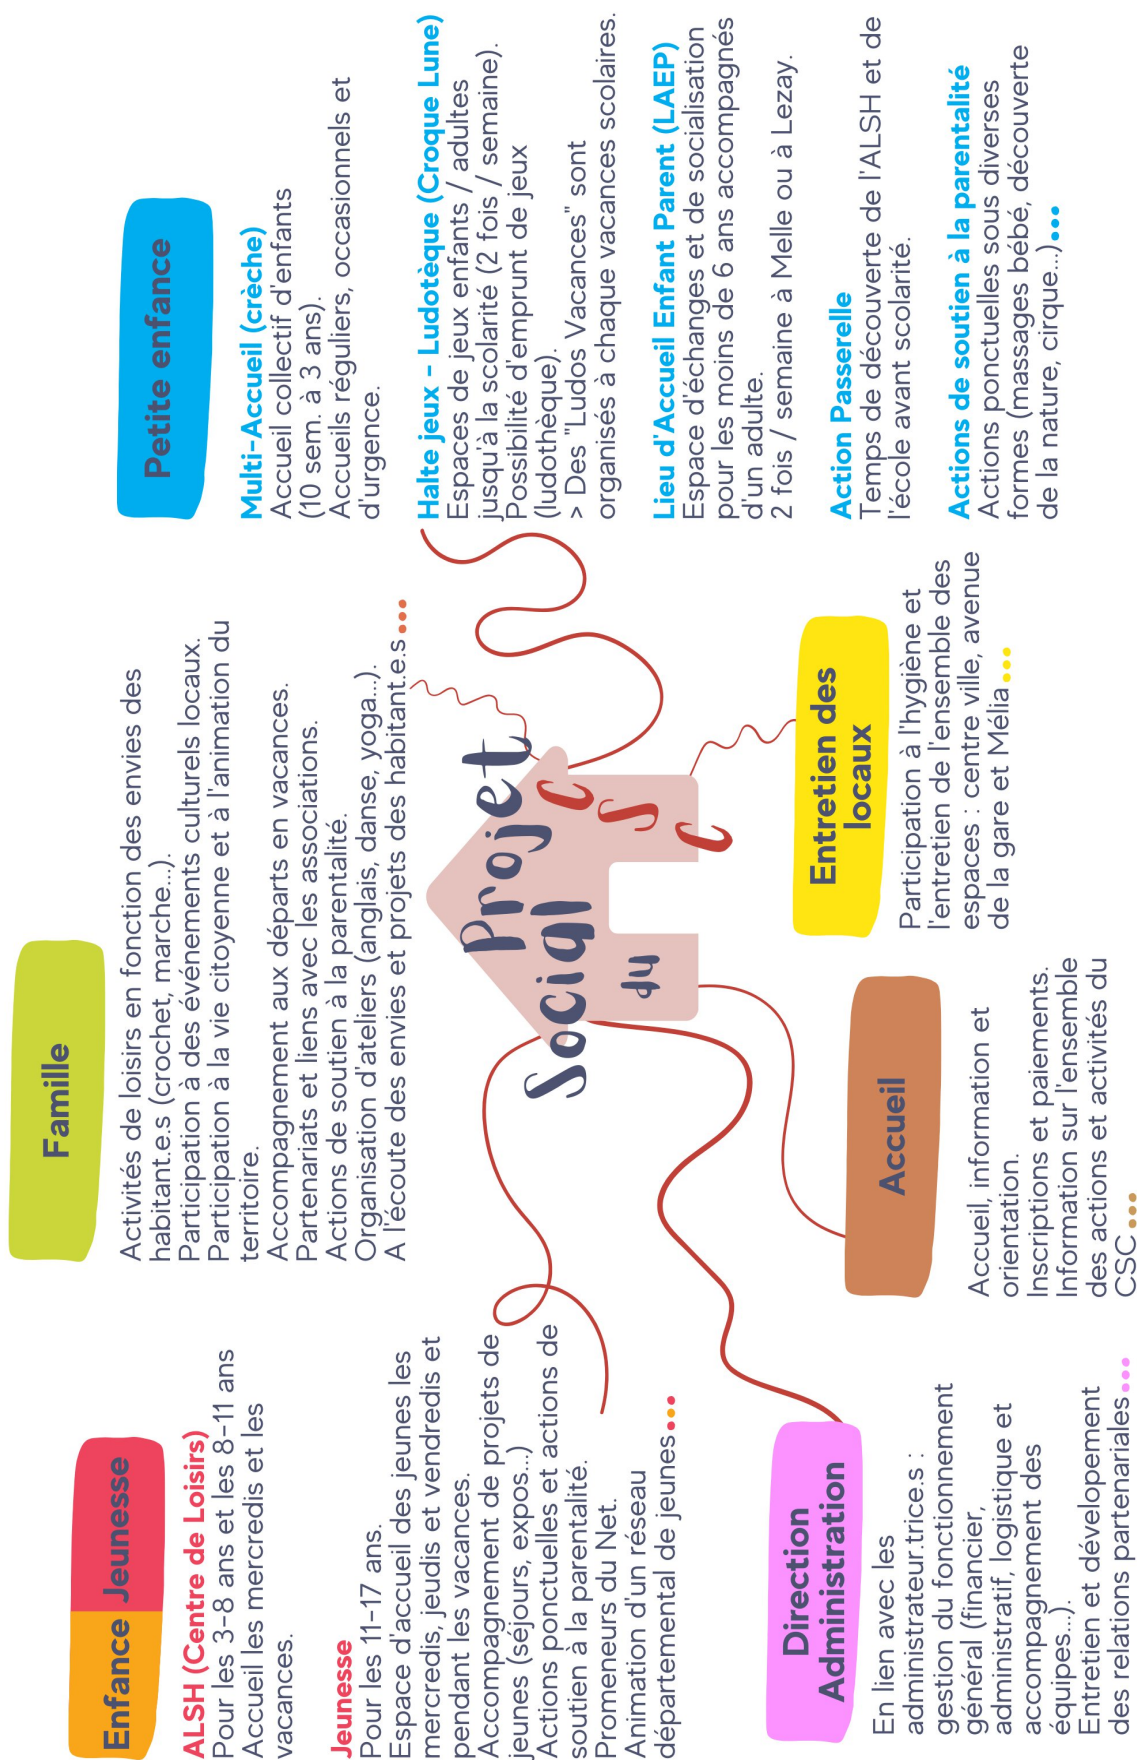 Enfance Jeunesse
ALSH (Centre de Loisirs)
Pour les 3-8 ans et les 8-11 ans
Accueil les mercredis et les
vacances.
Jeunesse
Pour les 11-17 ans.
Espace d'accueil des jeunes les
mercredis, jeudis et vendredis et
pendant les vacances.
Accompagnement de projets de
jeunes (séjours, expos...)
Actions ponctuelles et actions de
soutien à la parentalité.
Promeneurs du Net.
Animation d'un réseau
départemental de jeunes...
Famille
Activités de loisirs en fonction des envies des
habitant.e.s (crochet, marche...).
Participation à des événements culturels locaux.
Participation à la vie citoyenne et à l'animation du
territoire.
Accompagnement aux départs en vacances.
Partenariats et liens avec les associations.
Actions de soutien à la parentalité.
Organisation d'ateliers (anglais, danse, yoga...).
A l'écoute des envies et projets des habitant.e.s...
Petite enfance
Multi-Accueil (crèche)
Accueil collectif d'enfants
(10 sem. à 3 ans).
Accueils réguliers, occasionnels et
d'urgence.
Halte jeux - Ludotèque (Croque Lune)
Espaces de jeux enfants / adultes
jusqu'à la scolarité (2 fois / semaine).
Possibilité d'emprunt de jeux
(ludothèque).
> Des "Ludos Vacances" sont
organisés à chaque vacances scolaires.
Lieu d'Accueil Enfant Parent (LAEP)
Espace d'échanges et de socialisation
pour les moins de 6 ans accompagnés
d'un adulte.
2 fois / semaine à Melle ou à Lezay.
Action Passerelle
Temps de découverte de l'ALSH et de
l'école avant scolarité.
Actions de soutien à la parentalité
Actions ponctuelles sous diverses
formes (massages bébé, découverte
de la nature, cirque...)...
Projet
Social
du
CSC
Direction
Administration
En lien avec les
administrateur.trice.s :
gestion du fonctionnement
général (financier,
administratif, logistique et
accompagnement des
équipes...).
Entretien et dévelopement
des relations partenariales...
Accueil
Accueil, information et
orientation.
Inscriptions et paiements.
Information sur l'ensemble
des actions et activités du
CSC...
Entretien des
locaux
Participation à l'hygiène et
l'entretien de l'ensemble des
espaces : centre ville, avenue
de la gare et Mélia...